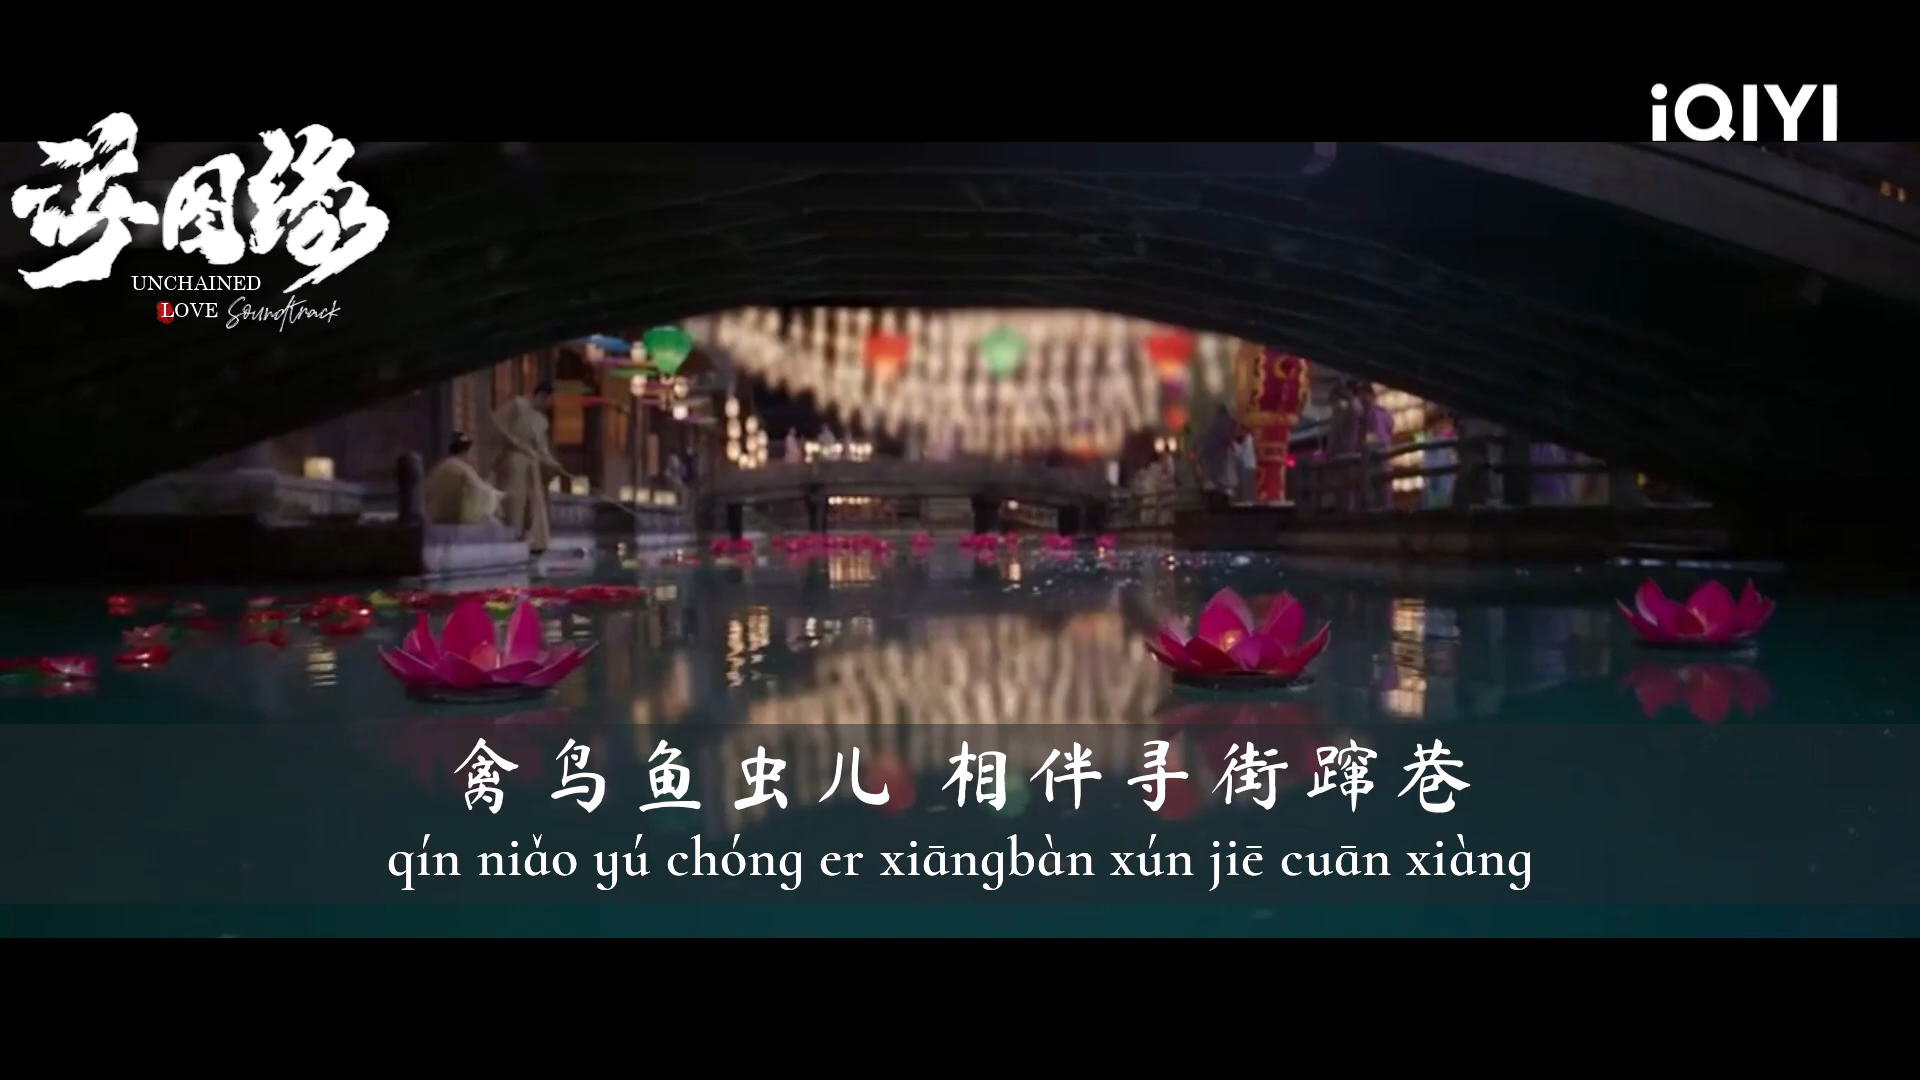 iQIYI
浮图缘
UNCHAINED
LOVE Soundtrack
禽鸟鱼虫儿 相伴寻街蹿巷
qín niǎo yú chóng er xiāngbàn xún jiē cuān xiàng